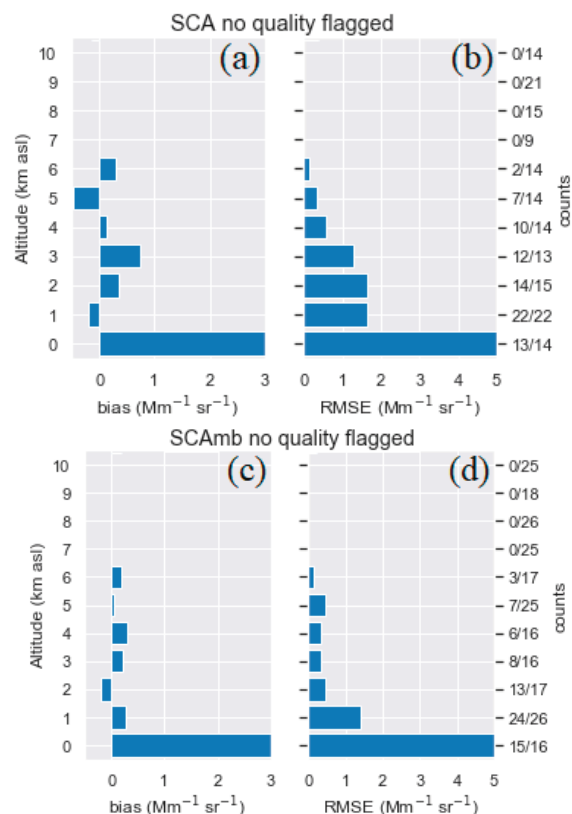 SCA no quality flagged
(a) (b)
10 0/14
9 0/21
8 0/15
7 0/9
6 2/14
5 7/14
4 10/14
3 12/13
2 14/15
1 22/22
0 13/14
Altitude (km asl)
counts
0 1 2 3 0 1 2 3 4 5
bias (Mm⁻¹ sr⁻¹) RMSE (Mm⁻¹ sr⁻¹)
SCAmb no quality flagged
(c) (d)
10 0/25
9 0/18
8 0/26
7 0/25
6 3/17
5 7/25
4 6/16
3 8/16
2 13/17
1 24/26
0 15/16
Altitude (km asl)
counts
0 1 2 3 0 1 2 3 4 5
bias (Mm⁻¹ sr⁻¹) RMSE (Mm⁻¹ sr⁻¹)